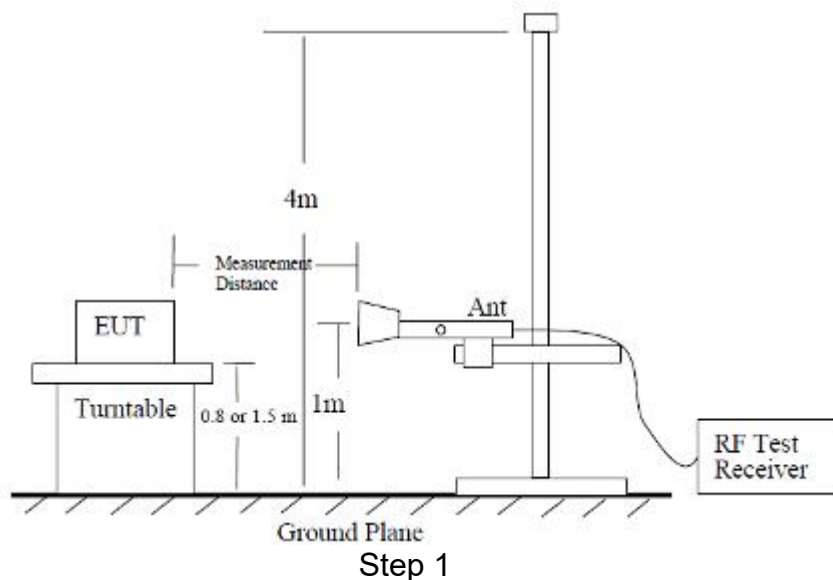 4m
Measurement
Distance
EUT
Ant
Turntable
0.8 or 1.5 m
1m
RF Test
Receiver
Ground Plane
Step 1